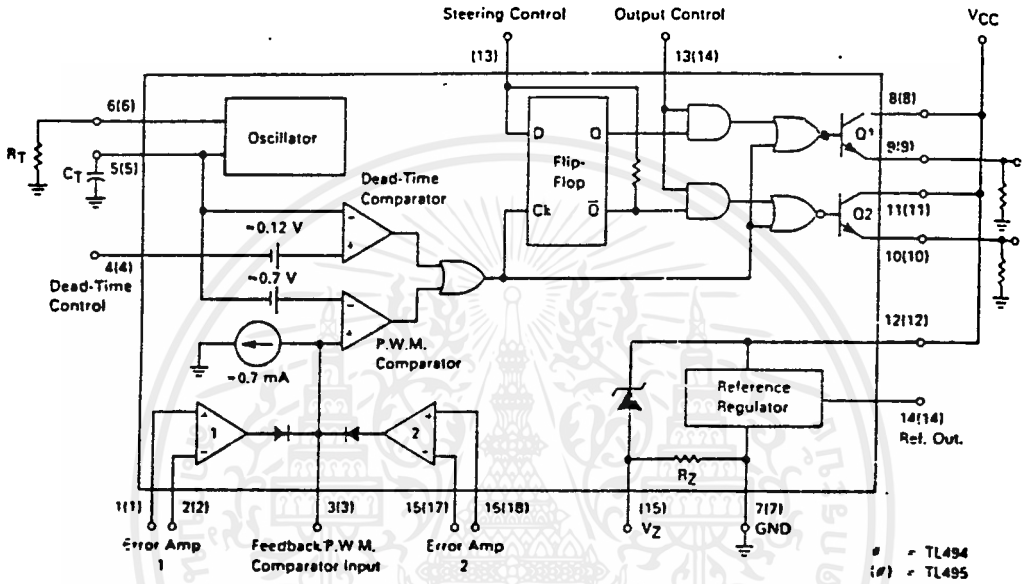 Steering Control
Output Control
VCC
(13)
13(14)
6(6)
RT
Oscillator
5(5)
CT
8(8)
Q1
9(9)
D
Q
Flip-
Flop
Ck
Q̅
Dead-Time
Comparator
-
+
11(11)
Q2
10(10)
≈0.12 V
4(4)
Dead-Time
Control
≈0.7 V
-
+
P.W.M.
Comparator
≈0.7 mA
12(12)
Reference
Regulator
14(14)
Ref. Out.
+
1
-
+
2
-
RZ
1(1)
2(2)
3(3)
15(17)
16(18)
(15)
VZ
7(7)
GND
Error Amp
1
Feedback/P.W.M.
Comparator Input
Error Amp
2
# = TL494
(#) = TL495